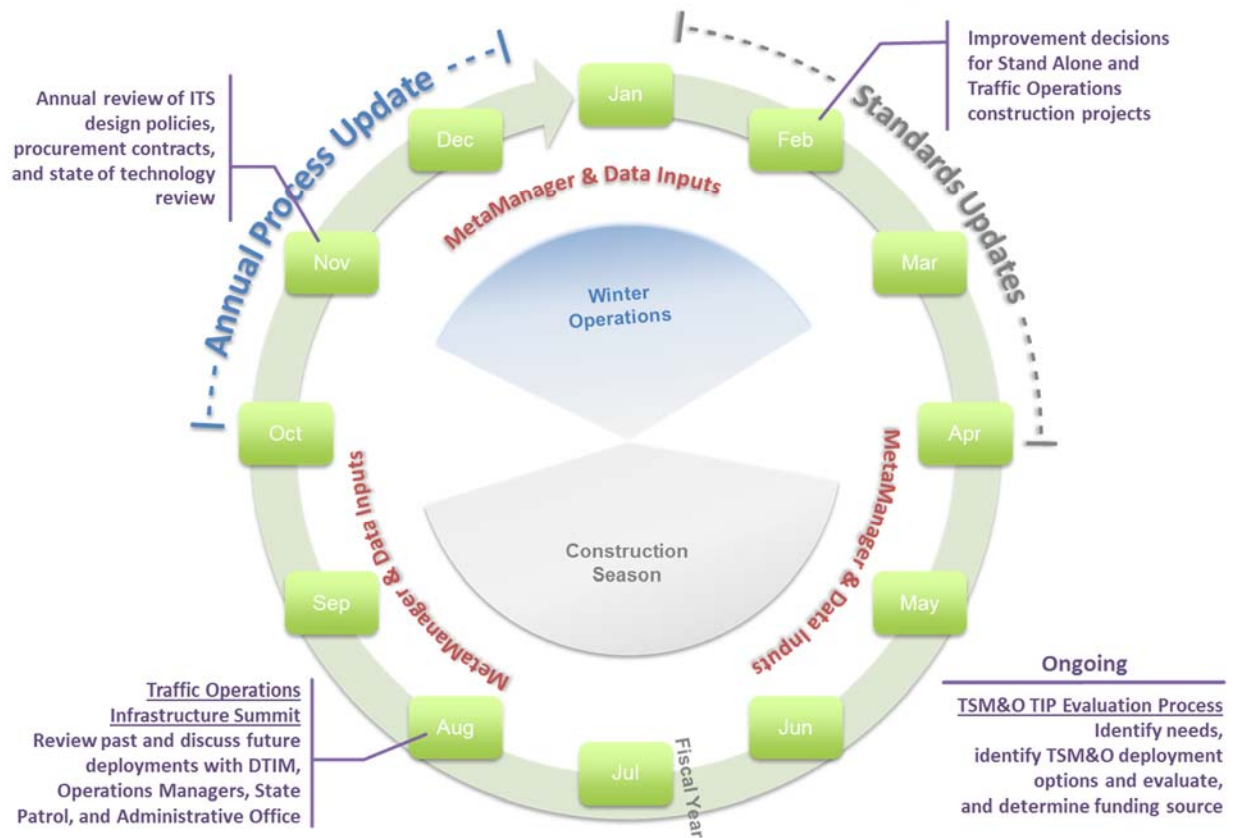 Annual Process Update
Standards Updates
Annual review of ITS
design policies,
procurement contracts,
and state of technology
review
Improvement decisions
for Stand Alone and
Traffic Operations
construction projects
Jan
Feb
Mar
Apr
May
Jun
Jul
Fiscal Year
Aug
Sep
Oct
Nov
Dec
MetaManager & Data Inputs
MetaManager & Data Inputs
MetaManager & Data Inputs
Winter
Operations
Construction
Season
Traffic Operations
Infrastructure Summit
Review past and discuss future
deployments with DTIM,
Operations Managers, State
Patrol, and Administrative Office
Ongoing
TSM&O TIP Evaluation Process
Identify needs,
identify TSM&O deployment
options and evaluate,
and determine funding source